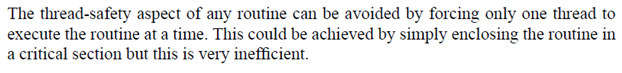 The thread-safety aspect of any routine can be avoided by forcing only one thread to
execute the routine at a time. This could be achieved by simply enclosing the routine in
a critical section but this is very inefficient.